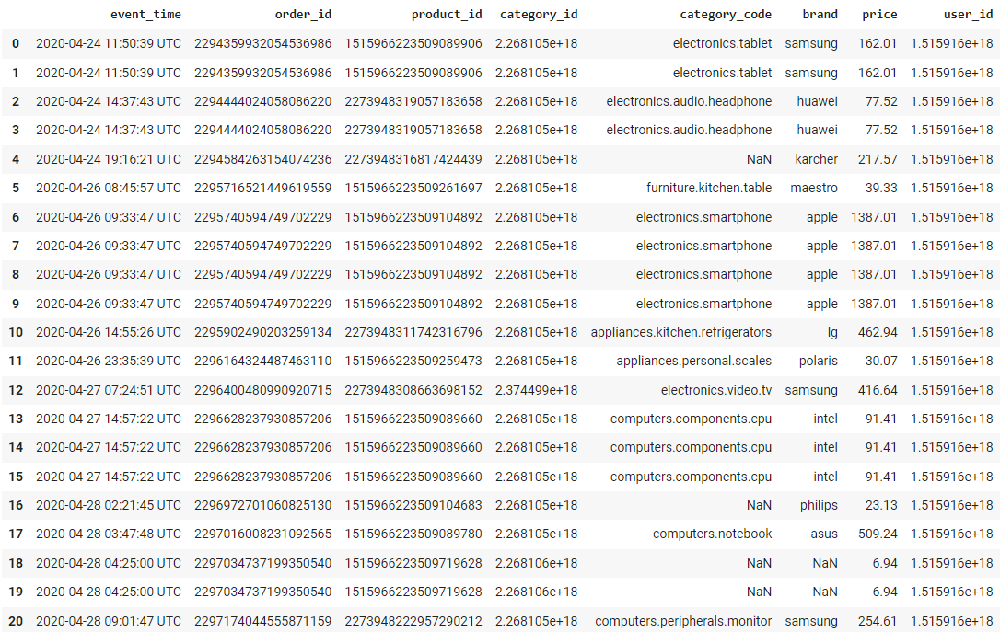 event_time order_id product_id category_id category_code brand price user_id
0 2020-04-24 11:50:39 UTC 2294359932054536986 1515966223509089906 2.268105e+18 electronics.tablet samsung 162.01 1.515916e+18
1 2020-04-24 11:50:39 UTC 2294359932054536986 1515966223509089906 2.268105e+18 electronics.tablet samsung 162.01 1.515916e+18
2 2020-04-24 14:37:43 UTC 2294444024058086220 2273948319057183658 2.268105e+18 electronics.audio.headphone huawei 77.52 1.515916e+18
3 2020-04-24 14:37:43 UTC 2294444024058086220 2273948319057183658 2.268105e+18 electronics.audio.headphone huawei 77.52 1.515916e+18
4 2020-04-24 19:16:21 UTC 2294584263154074236 2273948316817424439 2.268105e+18 NaN karcher 217.57 1.515916e+18
5 2020-04-26 08:45:57 UTC 2295716521449619559 1515966223509261697 2.268105e+18 furniture.kitchen.table maestro 39.33 1.515916e+18
6 2020-04-26 09:33:47 UTC 2295740594749702229 1515966223509104892 2.268105e+18 electronics.smartphone apple 1387.01 1.515916e+18
7 2020-04-26 09:33:47 UTC 2295740594749702229 1515966223509104892 2.268105e+18 electronics.smartphone apple 1387.01 1.515916e+18
8 2020-04-26 09:33:47 UTC 2295740594749702229 1515966223509104892 2.268105e+18 electronics.smartphone apple 1387.01 1.515916e+18
9 2020-04-26 09:33:47 UTC 2295740594749702229 1515966223509104892 2.268105e+18 electronics.smartphone apple 1387.01 1.515916e+18
10 2020-04-26 14:55:26 UTC 2295902490203259134 2273948311742316796 2.268105e+18 appliances.kitchen.refrigerators lg 462.94 1.515916e+18
11 2020-04-26 23:35:39 UTC 2296164324487463110 1515966223509259473 2.268105e+18 appliances.personal.scales polaris 30.07 1.515916e+18
12 2020-04-27 07:24:51 UTC 2296400480990920715 2273948308663698152 2.374499e+18 electronics.video.tv samsung 416.64 1.515916e+18
13 2020-04-27 14:57:22 UTC 2296628237930857206 1515966223509089660 2.268105e+18 computers.components.cpu intel 91.41 1.515916e+18
14 2020-04-27 14:57:22 UTC 2296628237930857206 1515966223509089660 2.268105e+18 computers.components.cpu intel 91.41 1.515916e+18
15 2020-04-27 14:57:22 UTC 2296628237930857206 1515966223509089660 2.268105e+18 computers.components.cpu intel 91.41 1.515916e+18
16 2020-04-28 02:21:45 UTC 2296972701060825130 1515966223509104683 2.268105e+18 NaN philips 23.13 1.515916e+18
17 2020-04-28 03:47:48 UTC 2297016008231092565 1515966223509089780 2.268105e+18 computers.notebook asus 509.24 1.515916e+18
18 2020-04-28 04:25:00 UTC 2297034737199350540 1515966223509719628 2.268106e+18 NaN NaN 6.94 1.515916e+18
19 2020-04-28 04:25:00 UTC 2297034737199350540 1515966223509719628 2.268106e+18 NaN NaN 6.94 1.515916e+18
20 2020-04-28 09:01:47 UTC 2297174044555871159 2273948222957290212 2.268105e+18 computers.peripherals.monitor samsung 254.61 1.515916e+18